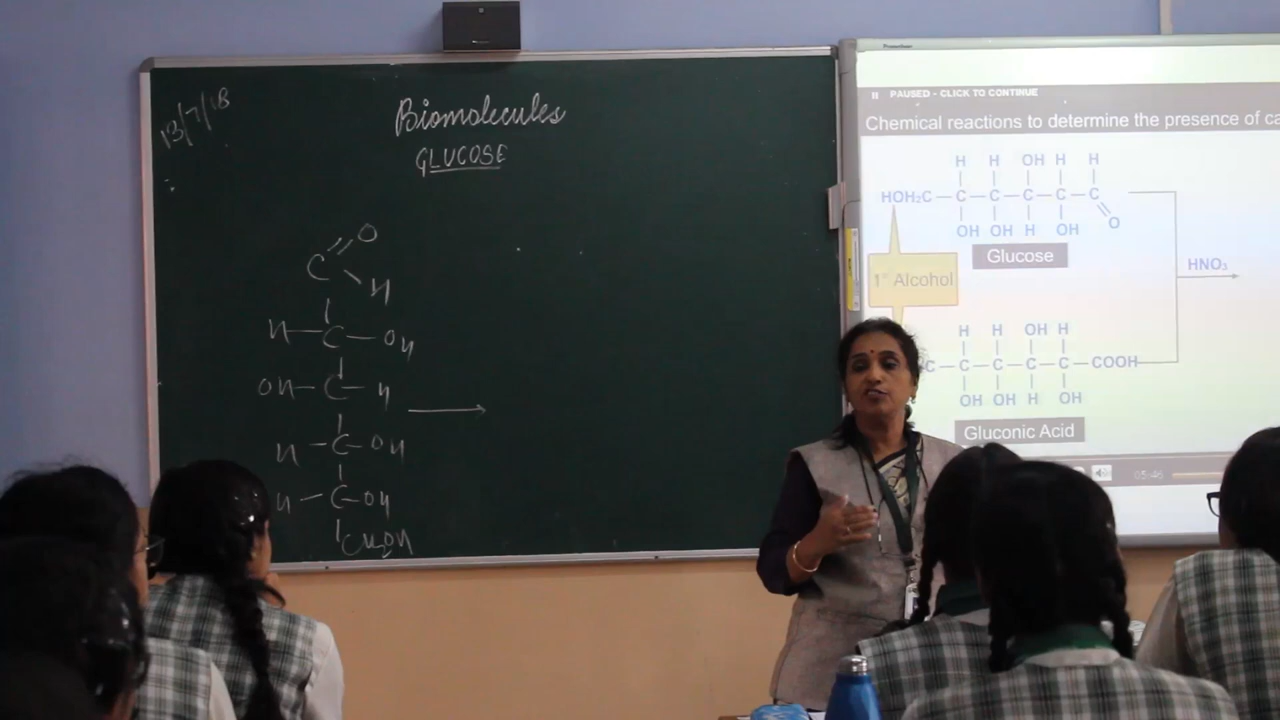 13/7/18
Biomolecules
GLUCOSE
C=O
H
H-C-OH
OH-C-H
H-C-OH
H-C-OH
CH2OH
PAUSED - CLICK TO CONTINUE
Chemical reactions to determine the presence of ca
H H OH H H
HOH₂C—C—C—C—C—C
OH OH H OH O
Glucose
1° Alcohol
HNO₃
H H OH H
C—C—C—C—C—COOH
OH OH H OH
Gluconic Acid
05:46